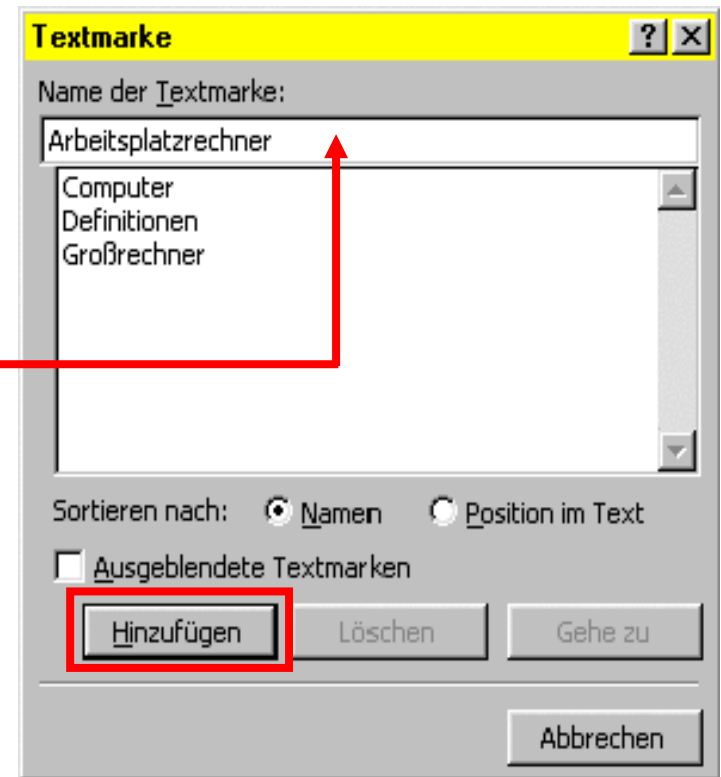 Textmarke
Name der Textmarke:
Arbeitsplatzrechner
Computer
Definitionen
Großrechner
Sortieren nach: Namen Position im Text
Ausgeblendete Textmarken
Hinzufügen Löschen Gehe zu
Abbrechen